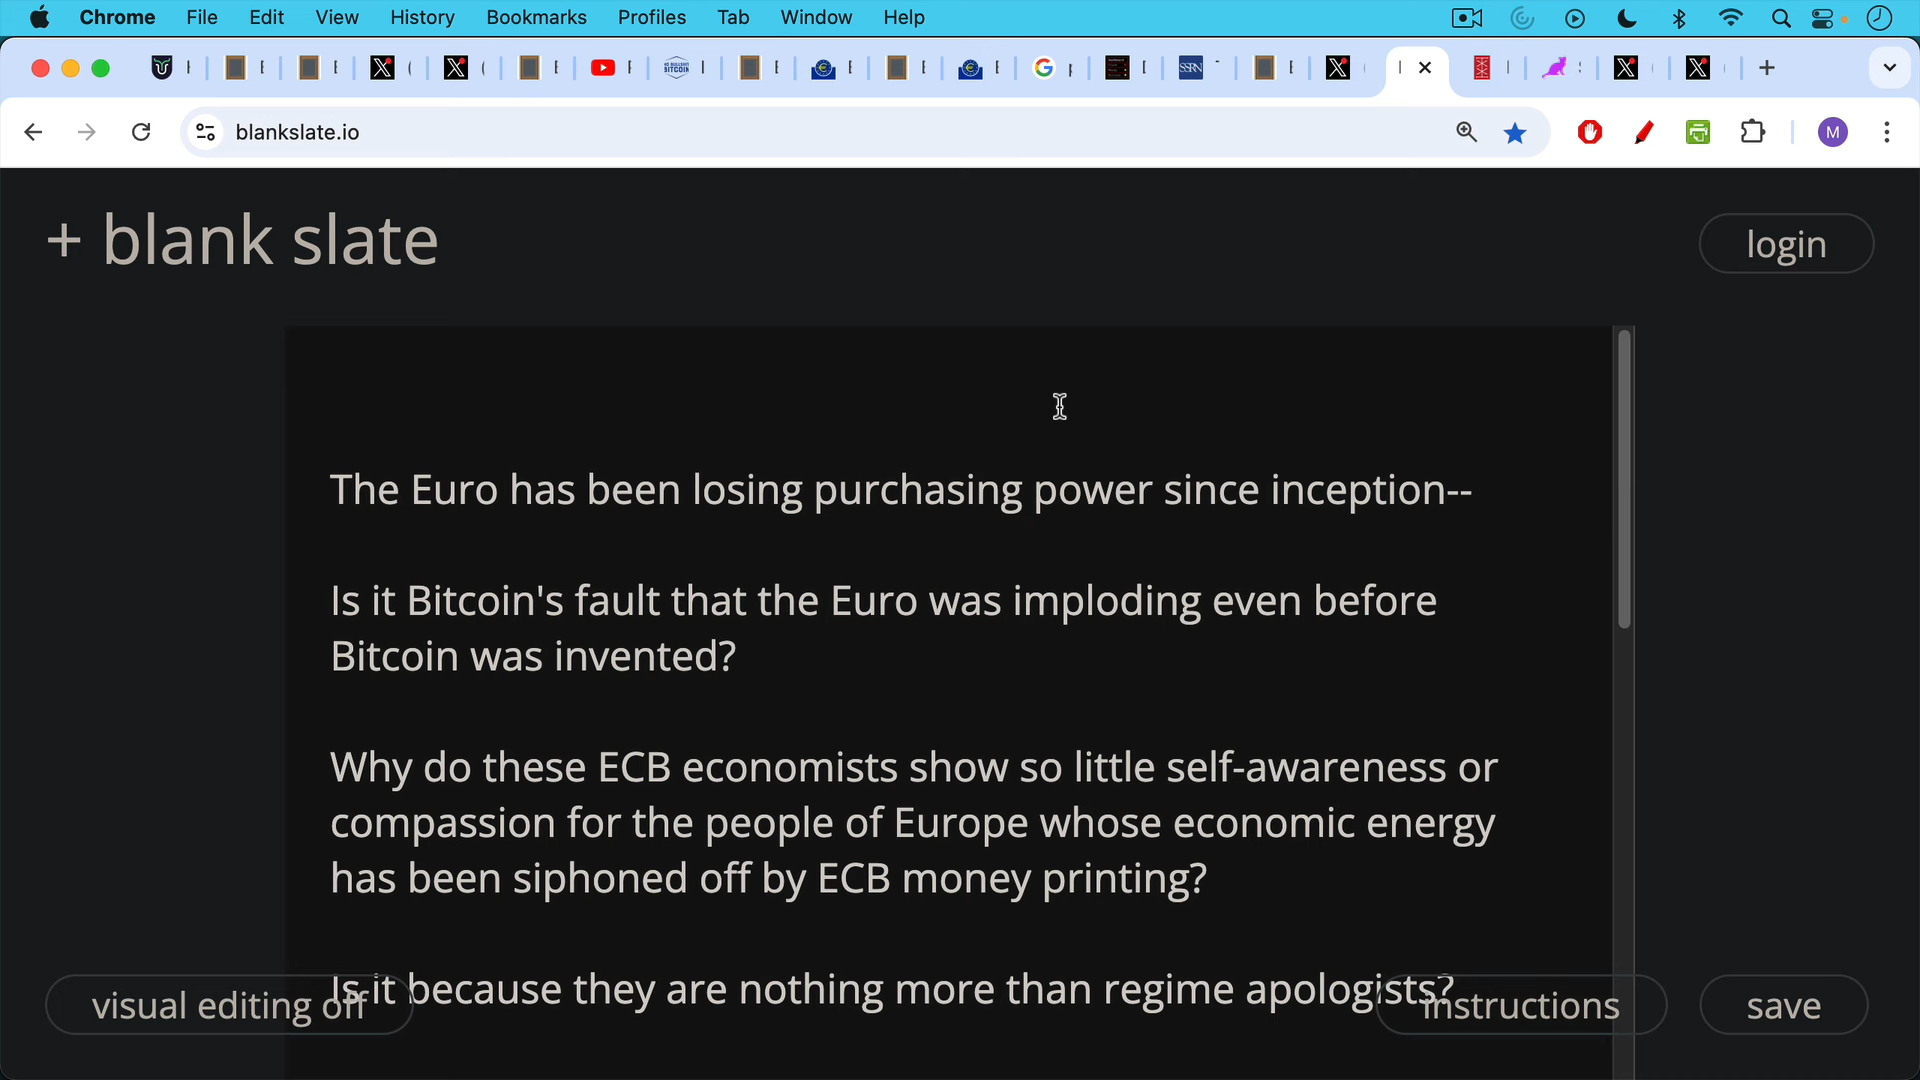 Chrome File Edit View History Bookmarks Profiles Tab Window Help
blankslate.io
M
+ blank slate
login
The Euro has been losing purchasing power since inception--
Is it Bitcoin's fault that the Euro was imploding even before
Bitcoin was invented?
Why do these ECB economists show so little self-awareness or
compassion for the people of Europe whose economic energy
has been siphoned off by ECB money printing?
Is it because they are nothing more than regime apologists?
visual editing off
instructions
save